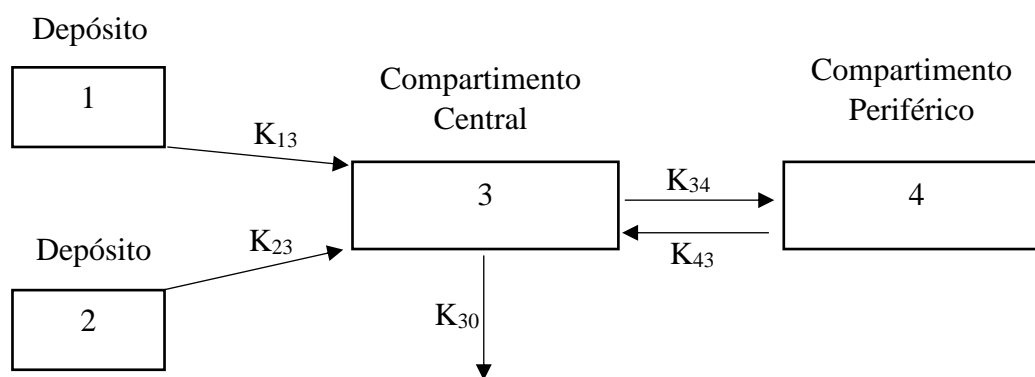 Depósito
1
K13
Compartimento
Central
3
K34
K43
Compartimento
Periférico
4
Depósito
2
K23
K30